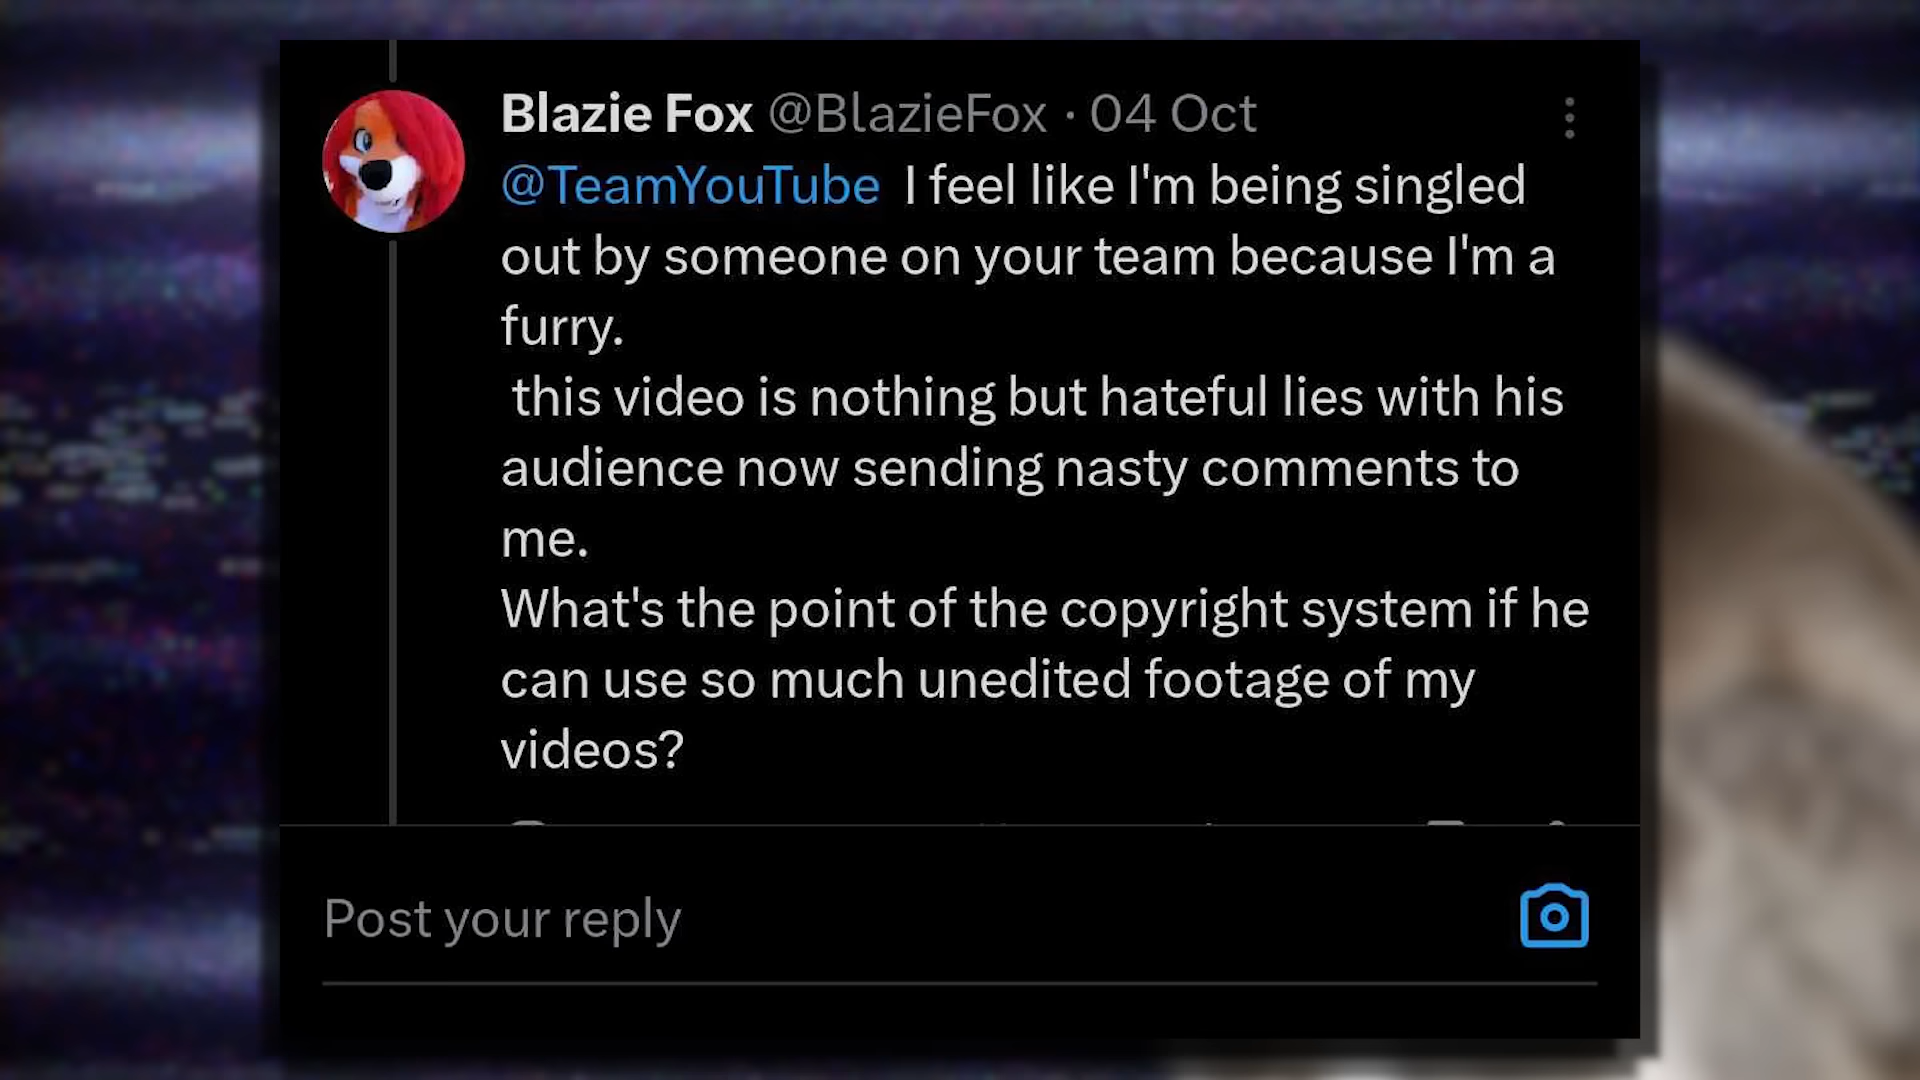 Blazie Fox @BlazieFox · 04 Oct
@TeamYouTube I feel like I'm being singled
out by someone on your team because I'm a
furry.
this video is nothing but hateful lies with his
audience now sending nasty comments to
me.
What's the point of the copyright system if he
can use so much unedited footage of my
videos?
Post your reply